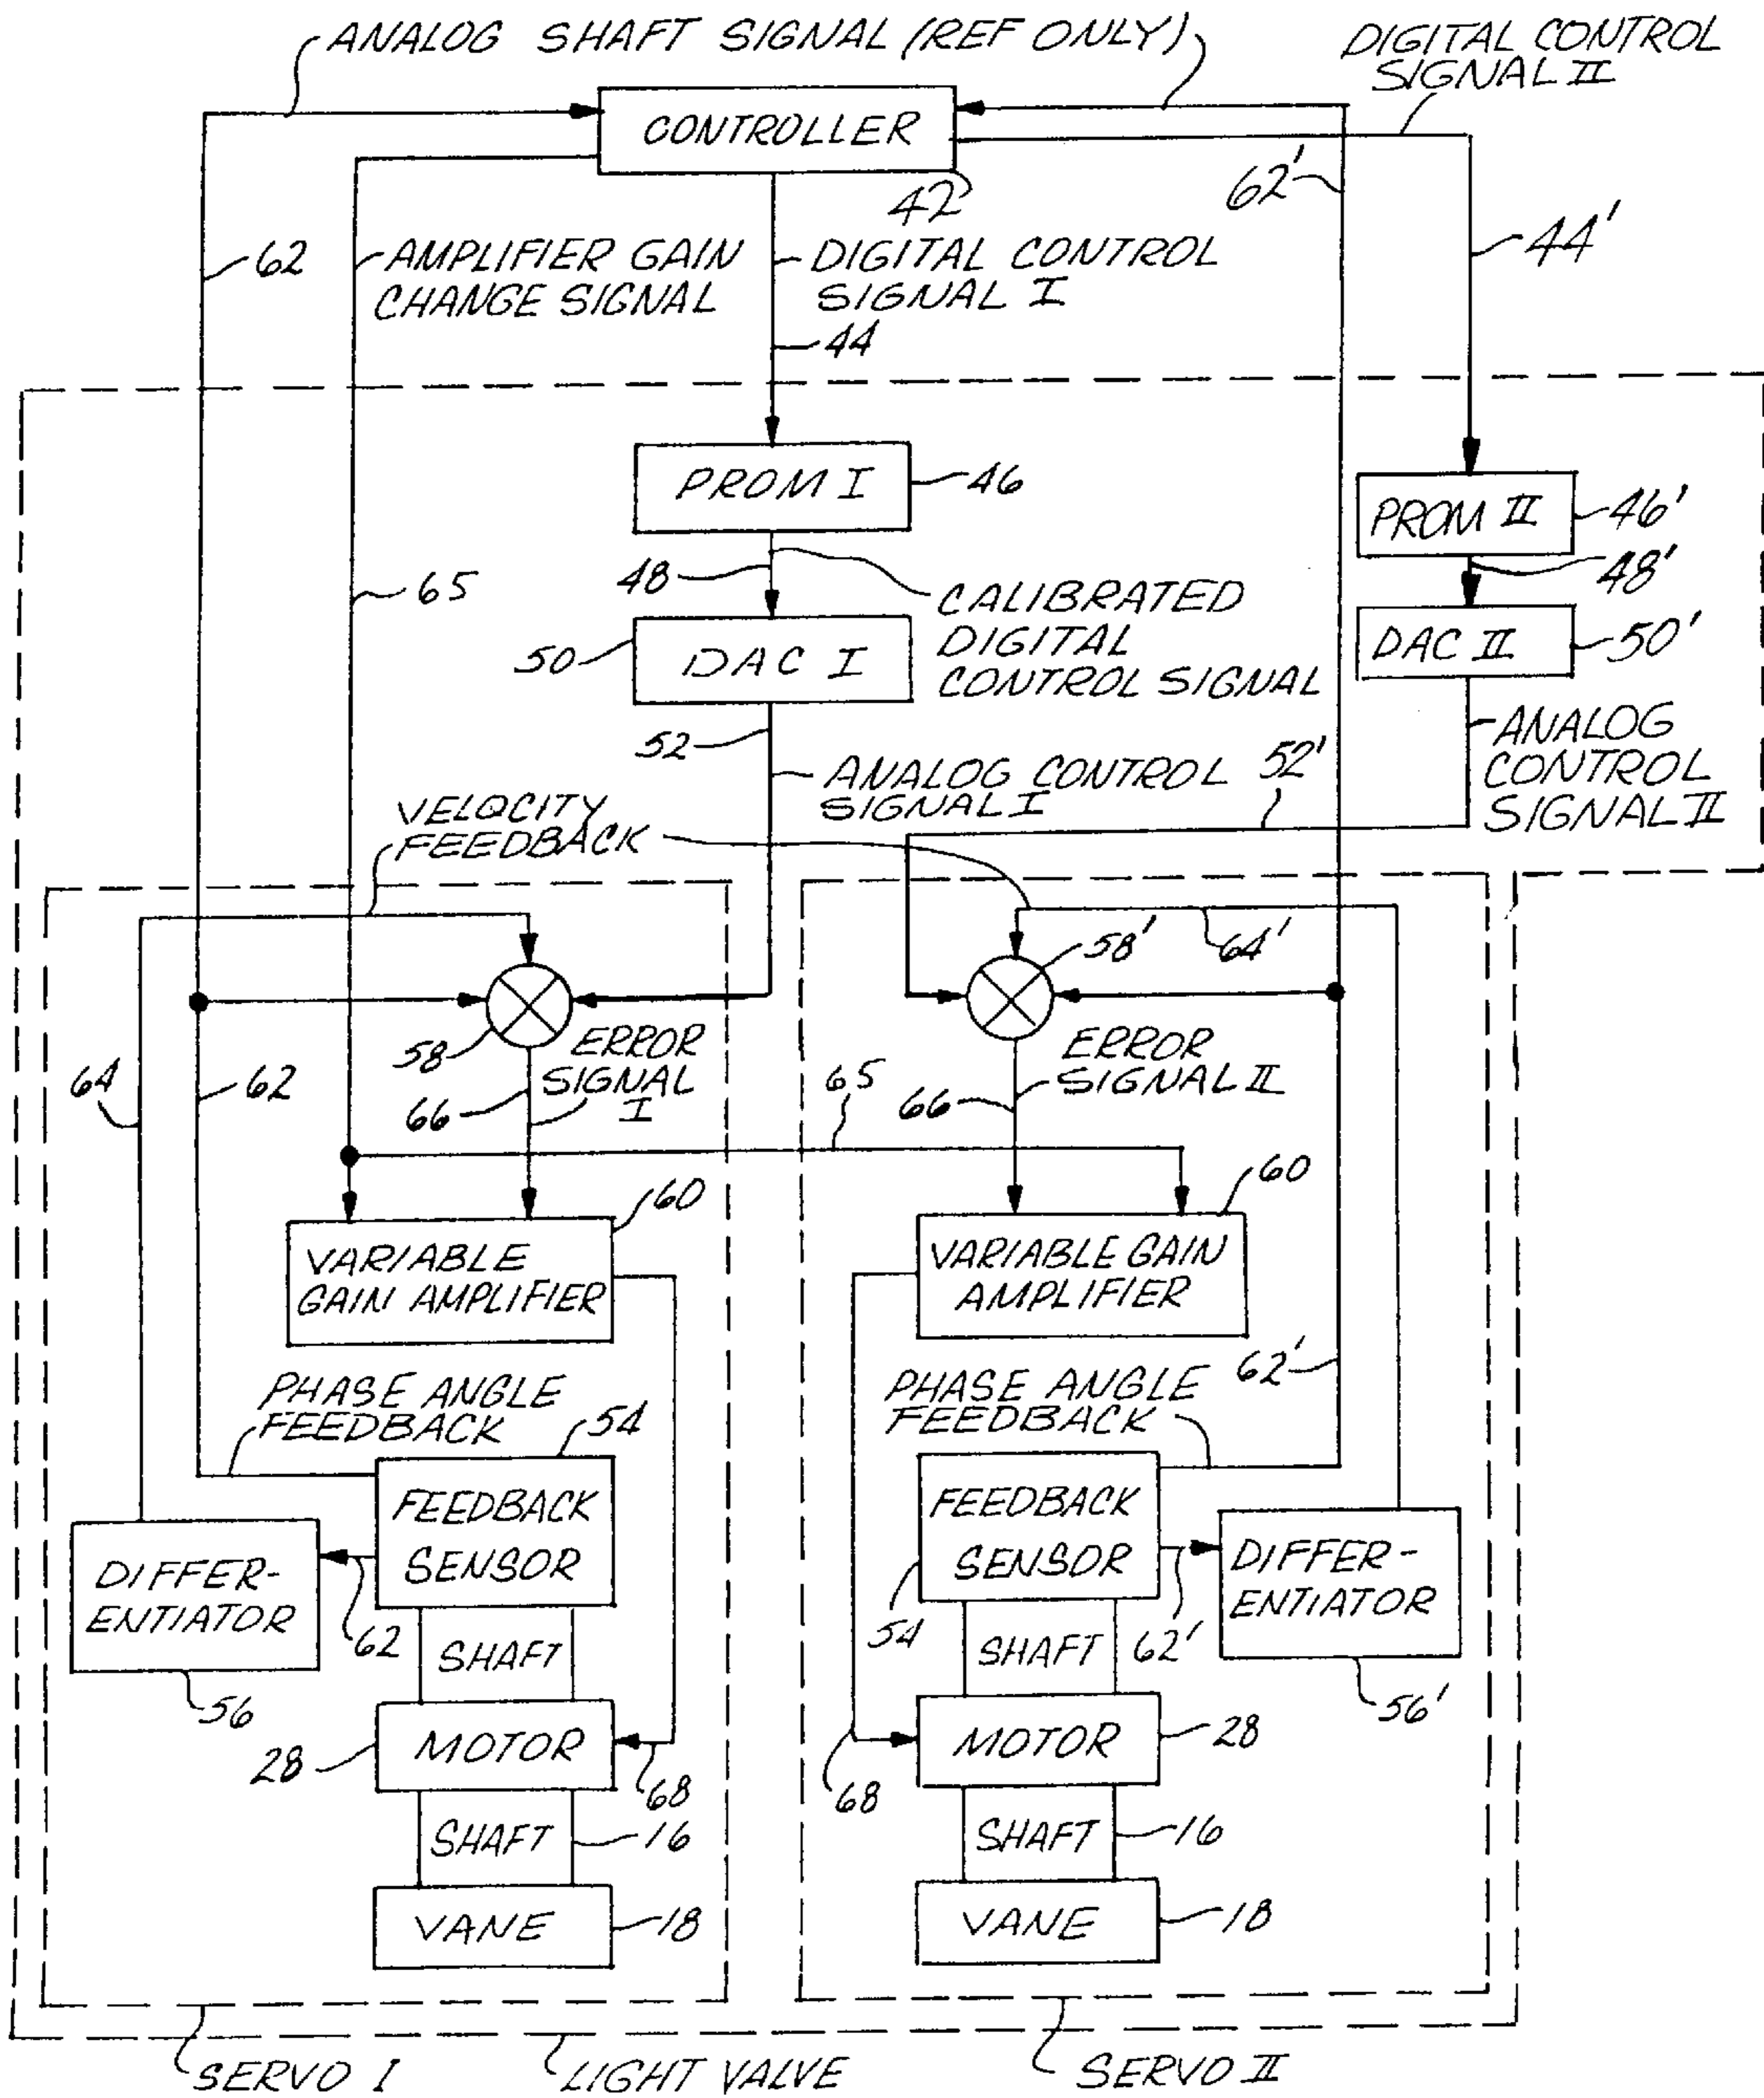 ANALOG SHAFT SIGNAL (REF ONLY)
DIGITAL CONTROL
SIGNAL II
CONTROLLER
42
62'
44'
62
AMPLIFIER GAIN
CHANGE SIGNAL
DIGITAL CONTROL
SIGNAL I
44
PROM I
46
PROM II
46'
48
48'
65
CALIBRATED
DIGITAL
CONTROL SIGNAL
50
DAC I
DAC II
50'
52
ANALOG CONTROL
SIGNAL I
52'
ANALOG
CONTROL
SIGNAL II
VELOCITY
FEEDBACK
58'
64'
58
ERROR
SIGNAL
I
ERROR
SIGNAL II
64
62
66
65
66
60
60
VARIABLE
GAIN AMPLIFIER
VARIABLE GAIN
AMPLIFIER
62'
PHASE ANGLE
FEEDBACK
54
PHASE ANGLE
FEEDBACK
FEEDBACK
SENSOR
FEEDBACK
SENSOR
DIFFER-
ENTIATOR
62
DIFFER-
ENTIATOR
54
62'
SHAFT
SHAFT
56
56'
28
MOTOR
68
MOTOR
28
68
SHAFT
16
SHAFT
16
VANE
18
VANE
18
SERVO I
LIGHT VALVE
SERVO II